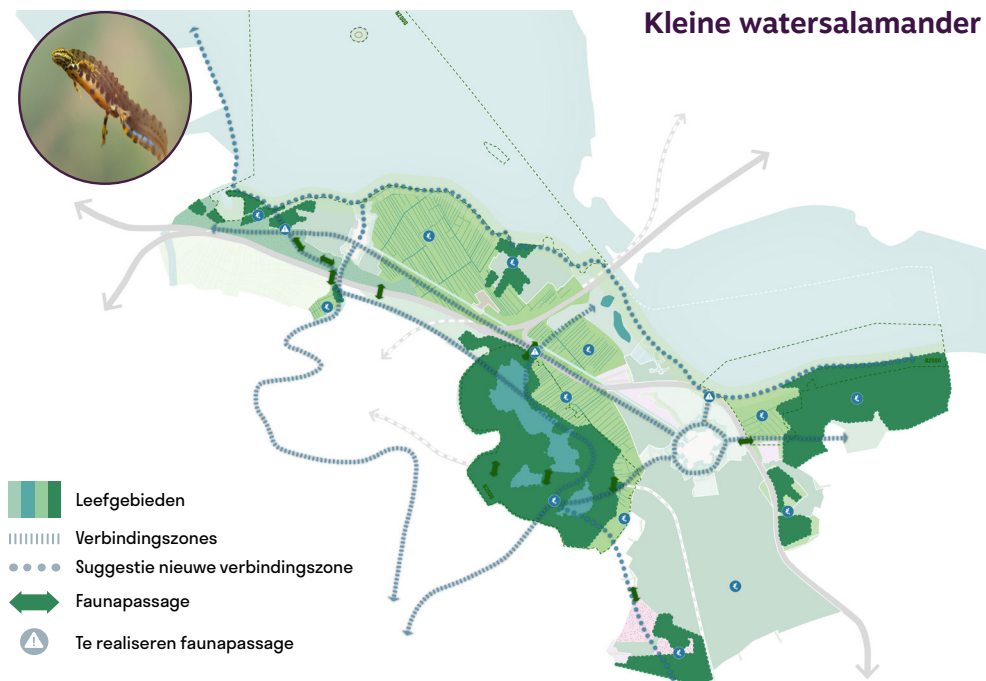 Kleine watersalamander
Leefgebieden
Verbindingszones
Suggestie nieuwe verbindingszone
Faunapassage
Te realiseren faunapassage